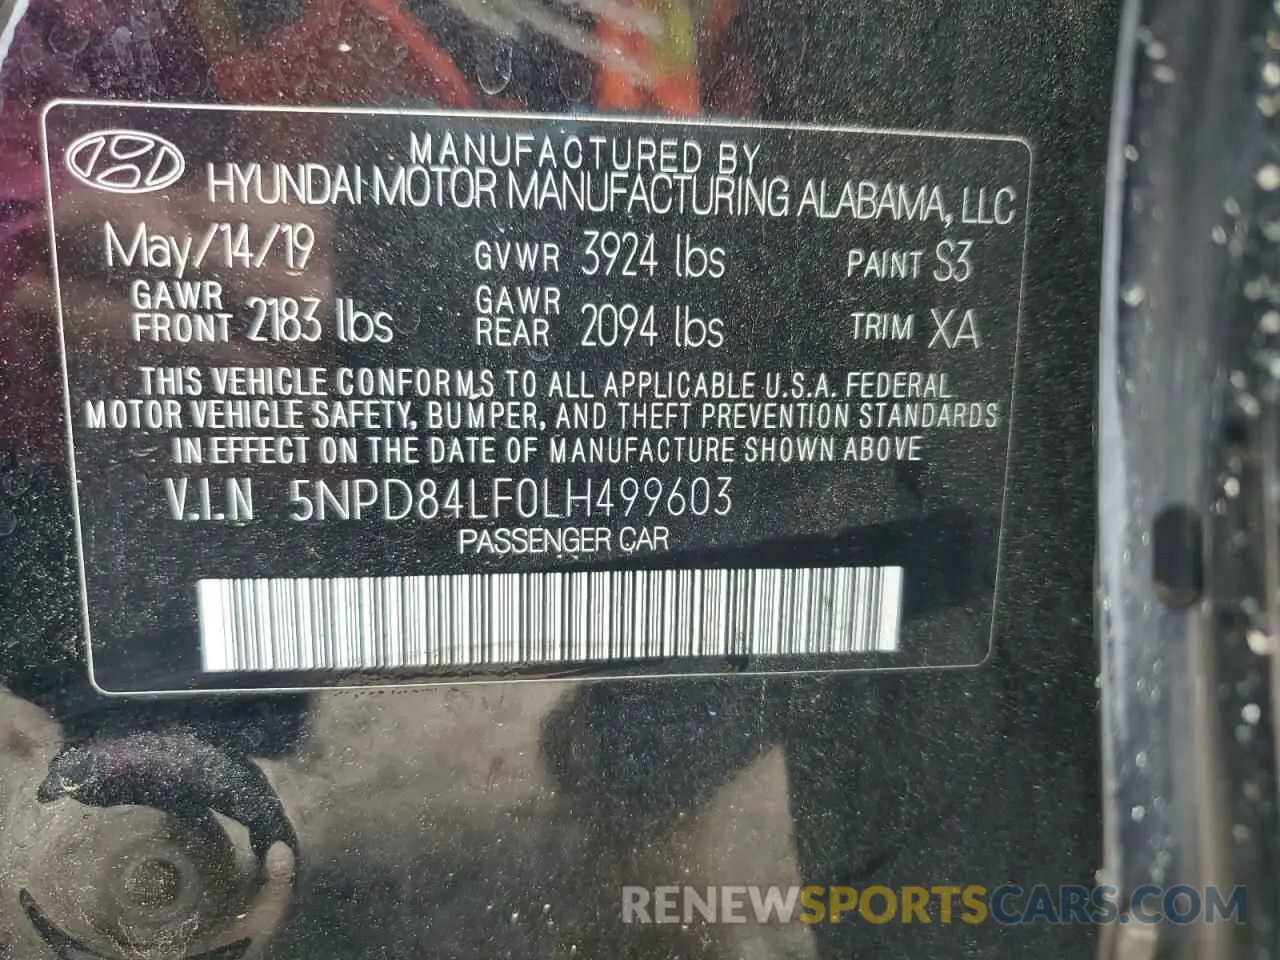 MANUFACTURED BY
HYUNDAI MOTOR MANUFACTURING ALABAMA, LLC
May/14/19 GVWR 3924 lbs PAINT S3
GAWR FRONT 2183 lbs GAWR REAR 2094 lbs TRIM XA
THIS VEHICLE CONFORMS TO ALL APPLICABLE U.S.A. FEDERAL
MOTOR VEHICLE SAFETY, BUMPER, AND THEFT PREVENTION STANDARDS
IN EFFECT ON THE DATE OF MANUFACTURE SHOWN ABOVE
V.I.N 5NPD84LF0LH499603
PASSENGER CAR
RENEWSPORTSCARS.COM